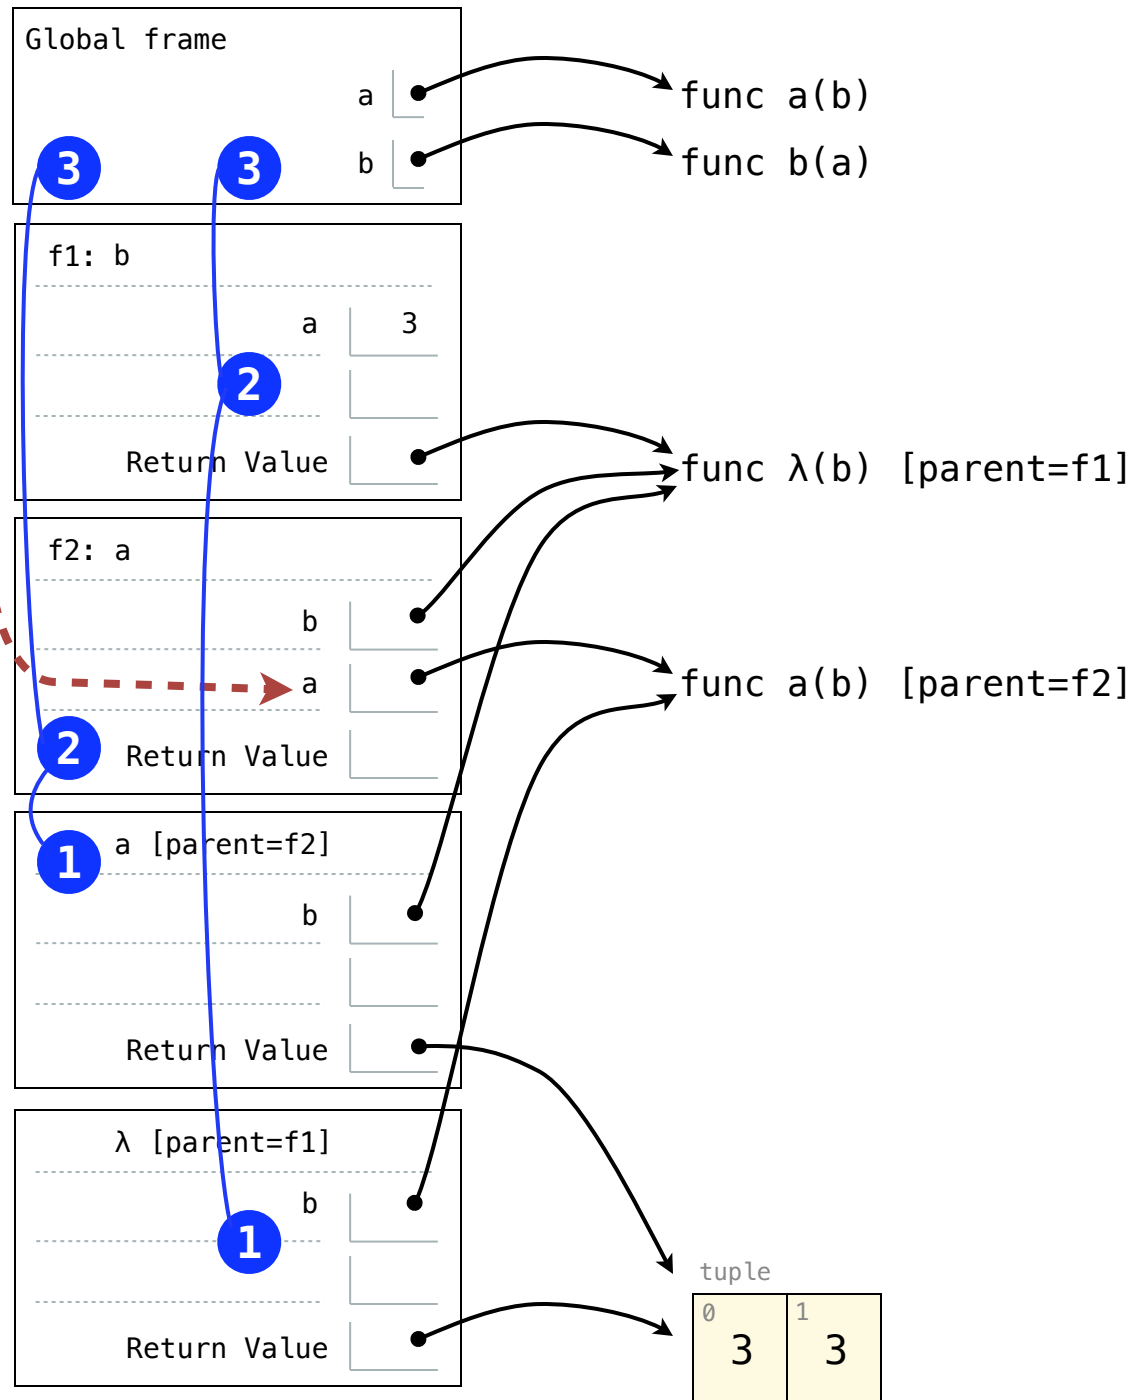 Global frame
a
func a(b)
b
func b(a)
3
3
f1: b
a 3
2
Return Value
func λ(b) [parent=f1]
f2: a
b
a
func a(b) [parent=f2]
2
Return Value
1
a [parent=f2]
b
Return Value
λ [parent=f1]
b
1
tuple
0 1
3 3
Return Value